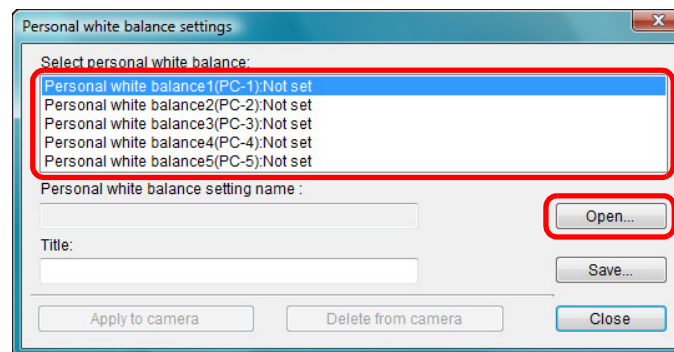 Personal white balance settings
Select personal white balance:
Personal white balance1(PC-1):Not set
Personal white balance2(PC-2):Not set
Personal white balance3(PC-3):Not set
Personal white balance4(PC-4):Not set
Personal white balance5(PC-5):Not set
Personal white balance setting name :
Open...
Title:
Save...
Apply to camera
Delete from camera
Close